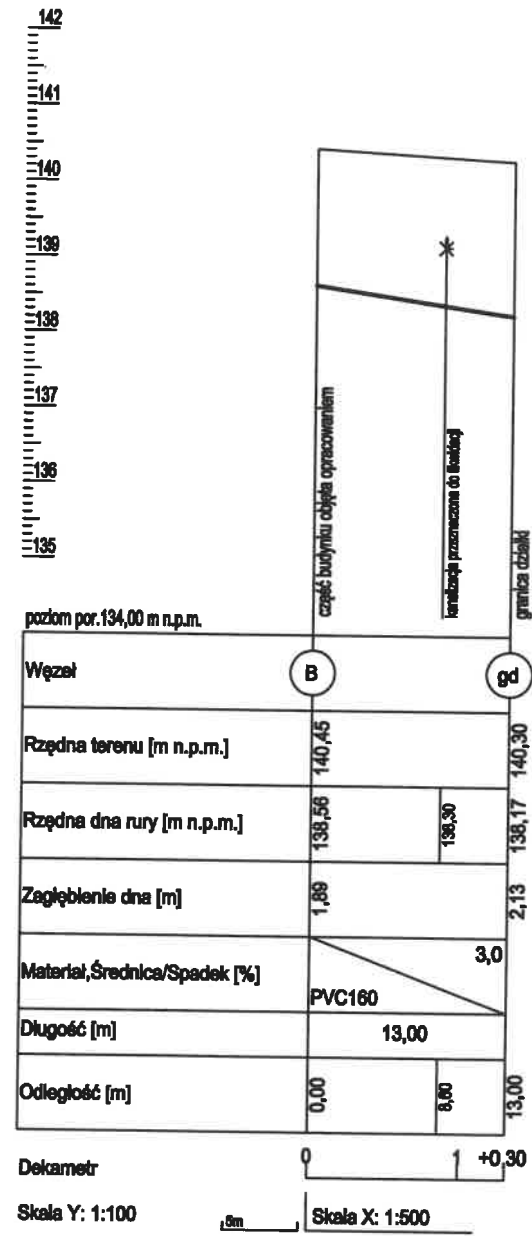 142
141
140
139
138
137
136
135
część budynku objęta opracowaniem
kanalizacja przeznaczona do likwidacji
granica działki
poziom por.134,00 m n.p.m.
Węzeł B gd
Rzędna terenu [m n.p.m.] 140,45 140,30
Rzędna dna rury [m n.p.m.] 138,56 138,30 138,17
Zagłębienie dna [m] 1,89 2,13
Materiał,Średnica/Spadek [%] PVC160 3,0
Długość [m] 13,00
Odległość [m] 0,00 8,60 13,00
Dekametr 0 1 +0,30
Skala Y: 1:100 5m Skala X: 1:500